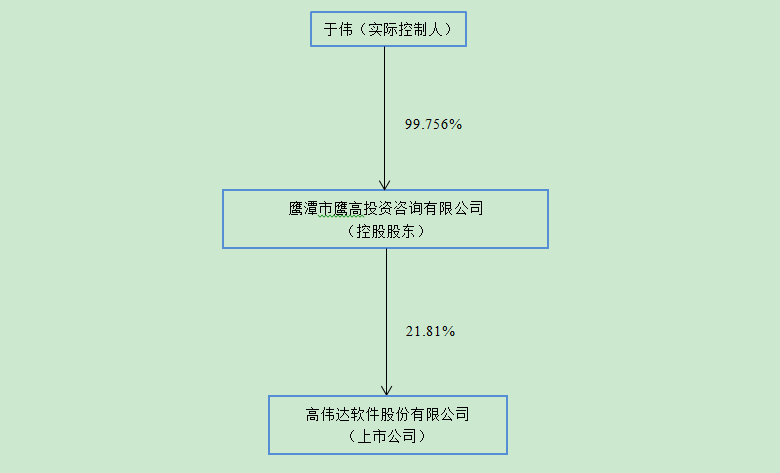 于伟（实际控制人）
99.756%
鹰潭市鹰高投资咨询有限公司
（控股股东）
21.81%
高伟达软件股份有限公司
（上市公司）